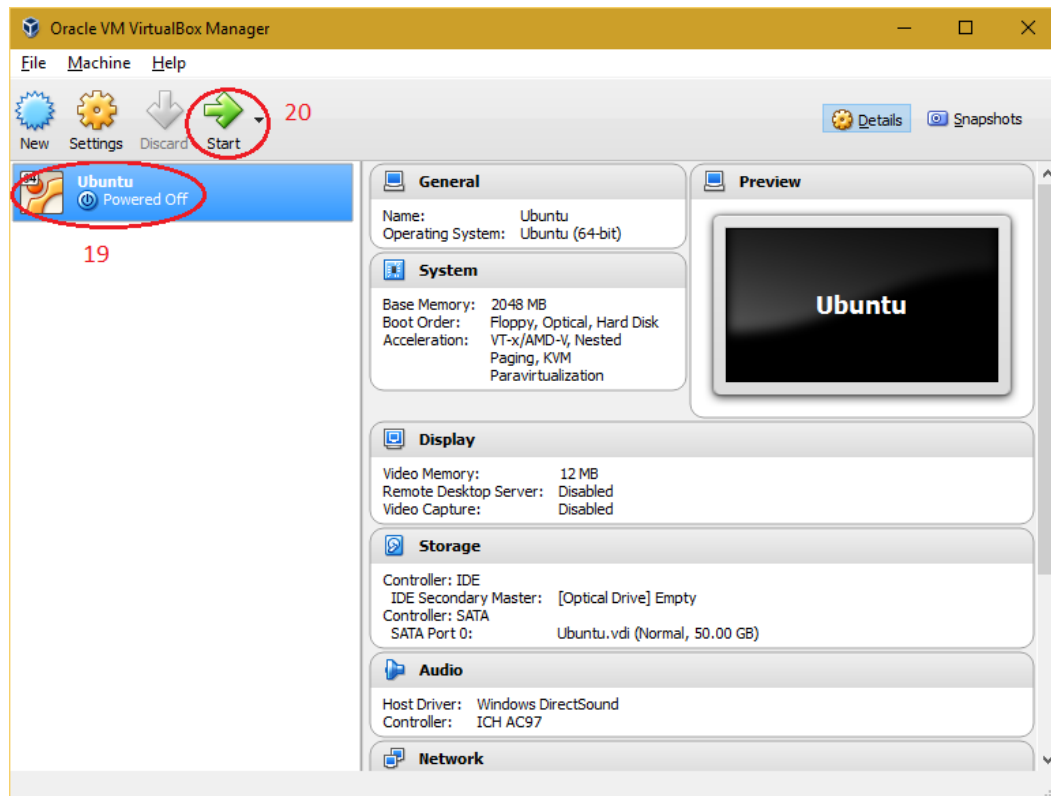 Oracle VM VirtualBox Manager
File Machine Help
New Settings Discard Start 20 Details Snapshots
64
Ubuntu
Powered Off
19
General
Name: Ubuntu
Operating System: Ubuntu (64-bit)
System
Base Memory: 2048 MB
Boot Order: Floppy, Optical, Hard Disk
Acceleration: VT-x/AMD-V, Nested
Paging, KVM
Paravirtualization
Preview
Ubuntu
Display
Video Memory: 12 MB
Remote Desktop Server: Disabled
Video Capture: Disabled
Storage
Controller: IDE
IDE Secondary Master: [Optical Drive] Empty
Controller: SATA
SATA Port 0: Ubuntu.vdi (Normal, 50.00 GB)
Audio
Host Driver: Windows DirectSound
Controller: ICH AC97
Network